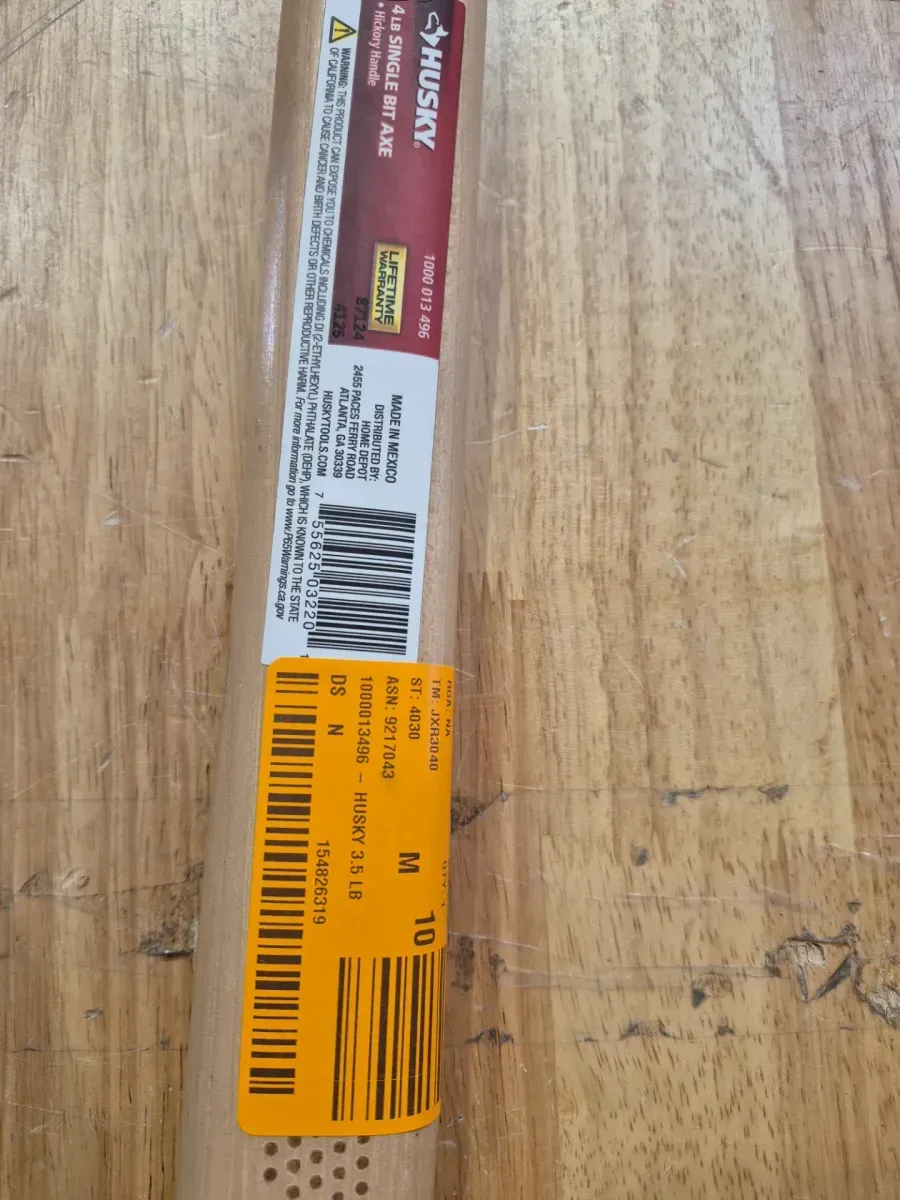 HUSKY®
4 LB SINGLE BIT AXE
• Hickory Handle
1000 013 496
LIFETIME
WARRANTY
4125
WARNING: THIS PRODUCT CAN EXPOSE YOU TO CHEMICALS INCLUDING DI (2-ETHYLHEXYL) PHTHALATE (DEHP), WHICH IS KNOWN TO THE STATE
OF CALIFORNIA TO CAUSE CANCER AND BIRTH DEFECTS OR OTHER REPRODUCTIVE HARM. For more information go to www.P65Warnings.ca.gov
MADE IN MEXICO
DISTRIBUTED BY:
HOME DEPOT
2455 PACES FERRY ROAD
ATLANTA, GA 30339
HUSKYTOOLS.COM
7 55625 03220 1
RGA: NA
TM: JXR3040
ST: 4030
ASN: 9217043
M
10
1000013496 - HUSKY 3.5 LB
DS N
154826319